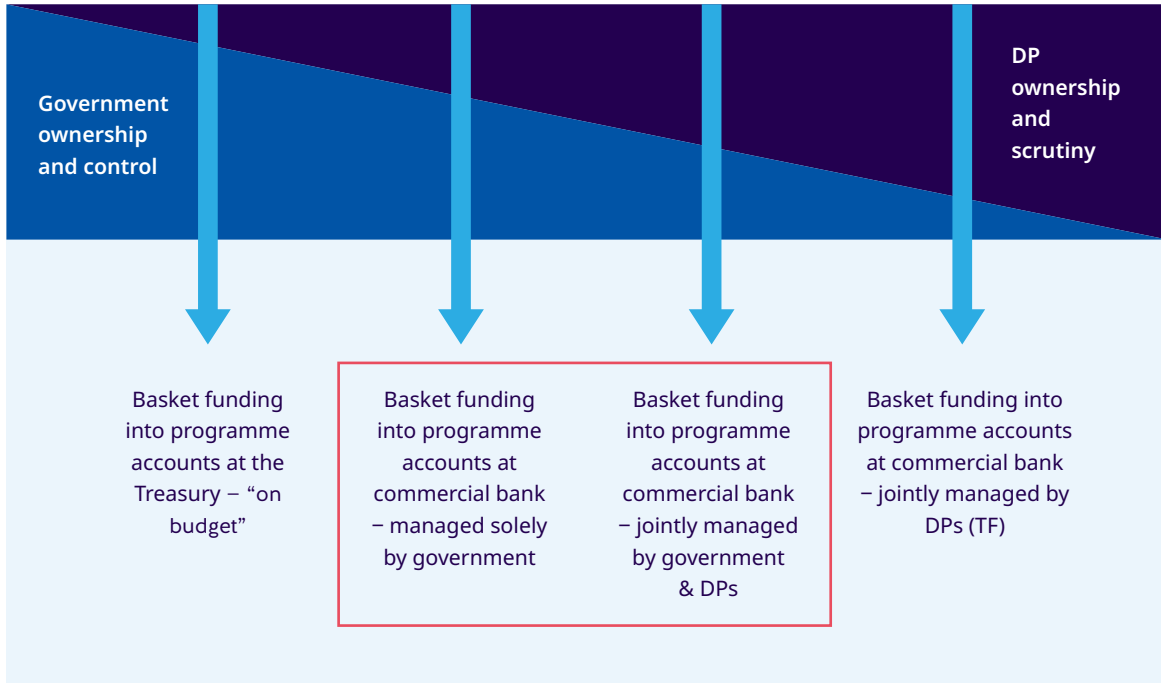 Government
ownership
and control
DP
ownership
and
scrutiny
Basket funding
into programme
accounts at the
Treasury – “on
budget”
Basket funding
into programme
accounts at
commercial bank
– managed solely
by government
Basket funding
into programme
accounts at
commercial bank
– jointly managed
by government
& DPs
Basket funding into
programme accounts
at commercial bank
– jointly managed by
DPs (TF)